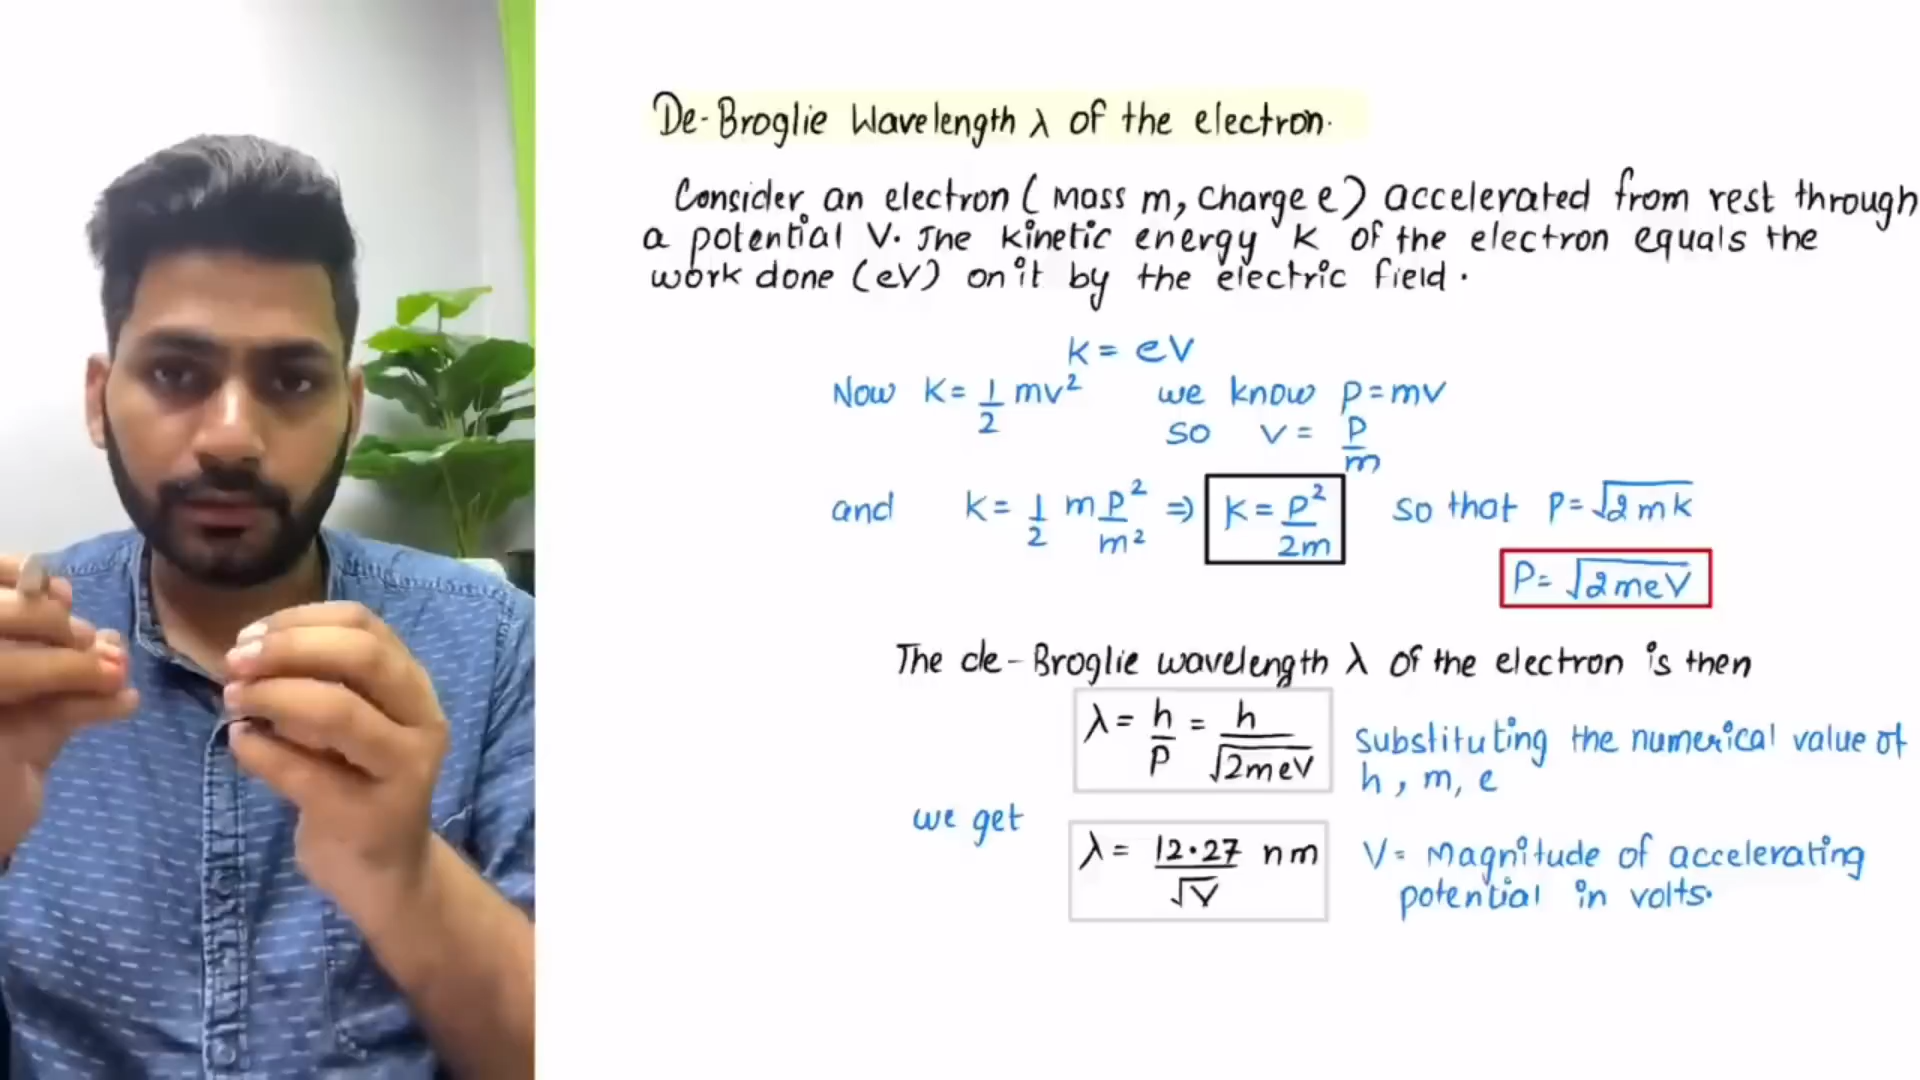 De-Broglie Wavelength λ of the electron.
Consider an electron (Mass m, Charge e) accelerated from rest through
a potential V. The kinetic energy K of the electron equals the
work done (eV) on it by the electric field.
K = eV
Now K = 1/2 mv² we know p = mv
so v = P/m
and K = 1/2 m P²/m² ⇒ K = P²/2m so that P = √2mK
P = √2meV
The de-Broglie wavelength λ of the electron is then
λ = h/P = h/√2meV
Substituting the numerical value of
h, m, e
we get λ = 12.27/√V nm
V = Magnitude of accelerating
potential in volts.